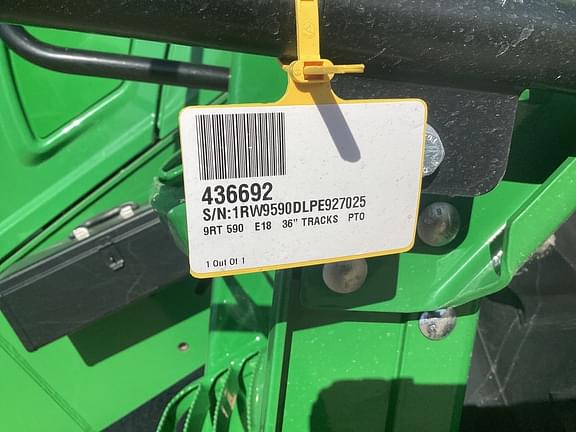 436692
S/N:1RW9590DLPE927025
9RT 590 E18 36" TRACKS PTO
1 Out Of 1